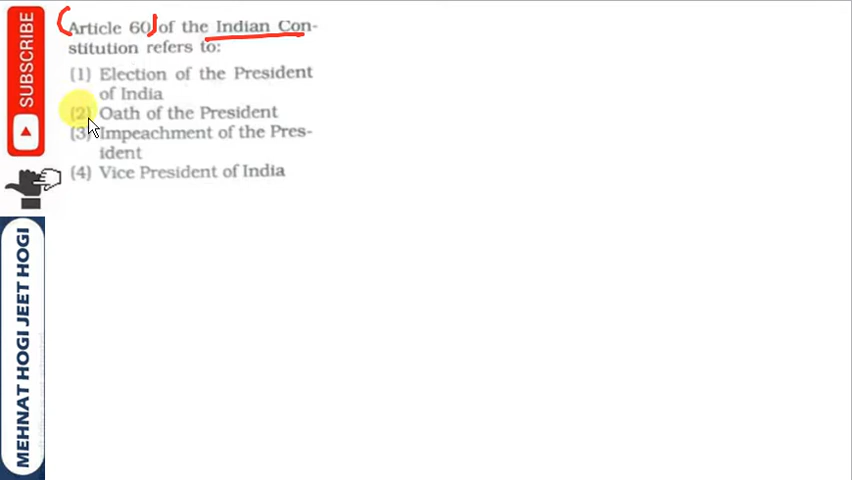 SUBSCRIBE
MEHNAT HOGI JEET HOGI
Article 60 of the Indian Con-
stitution refers to:
(1) Election of the President
of India
(2) Oath of the President
(3) Impeachment of the Pres-
ident
(4) Vice President of India